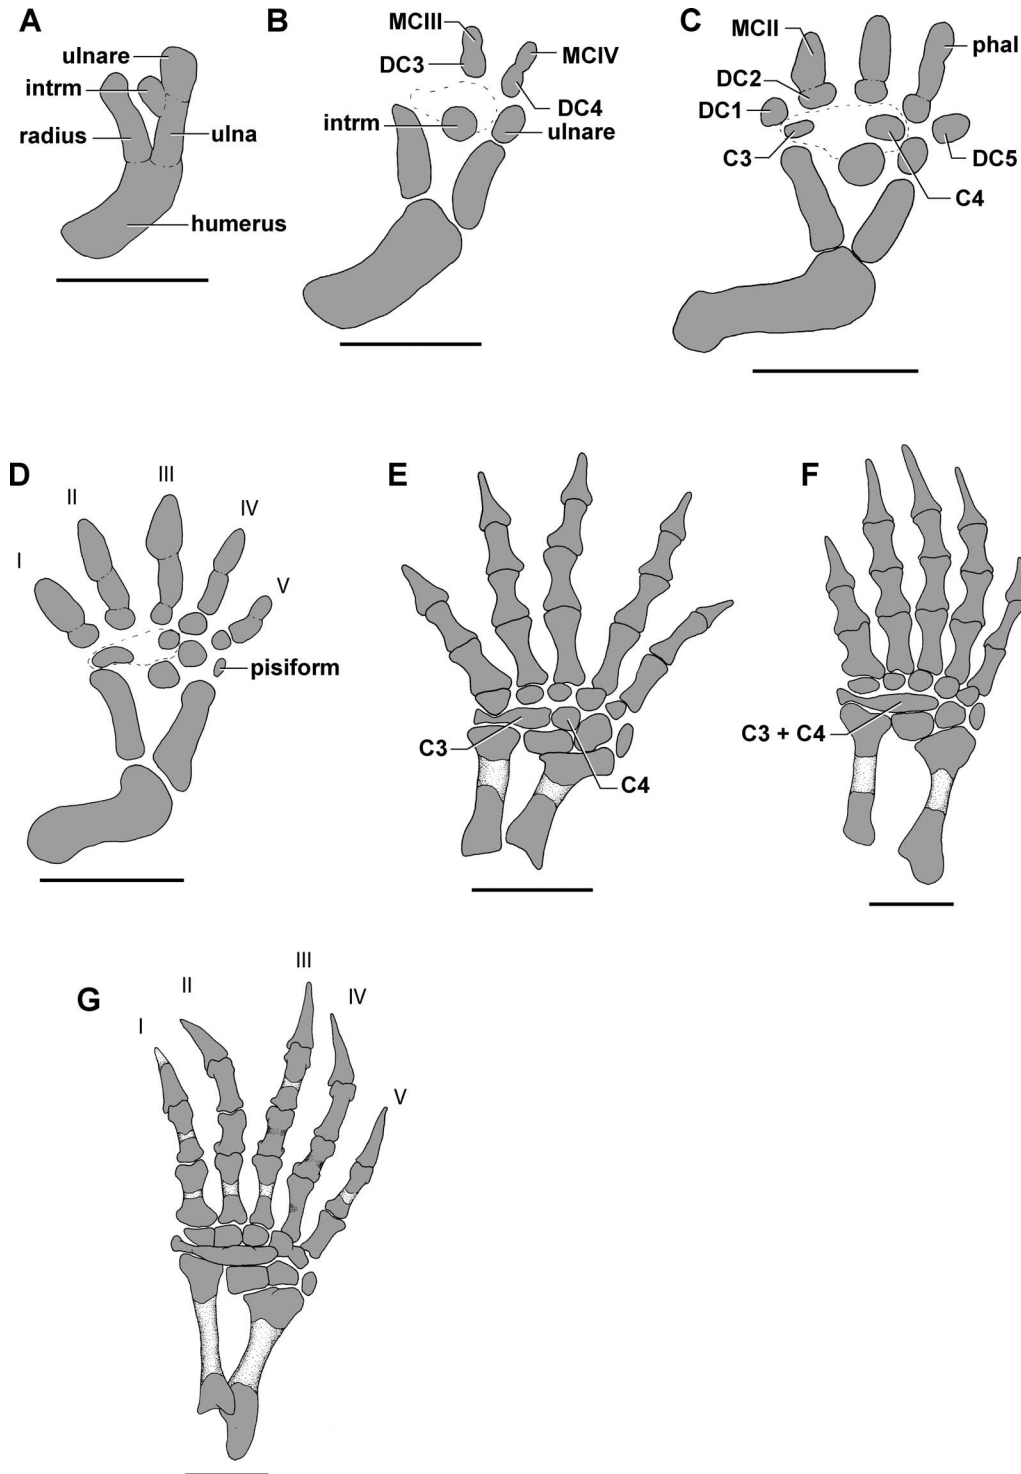 A
ulnare
intrm
radius
ulna
humerus
B
MCIII
DC3
MCIV
DC4
intrm
ulnare
C
MCII
phal
DC2
DC1
C3
DC5
C4
D
I
II
III
IV
V
pisiform
E
C3
C4
F
C3 + C4
G
I
II
III
IV
V